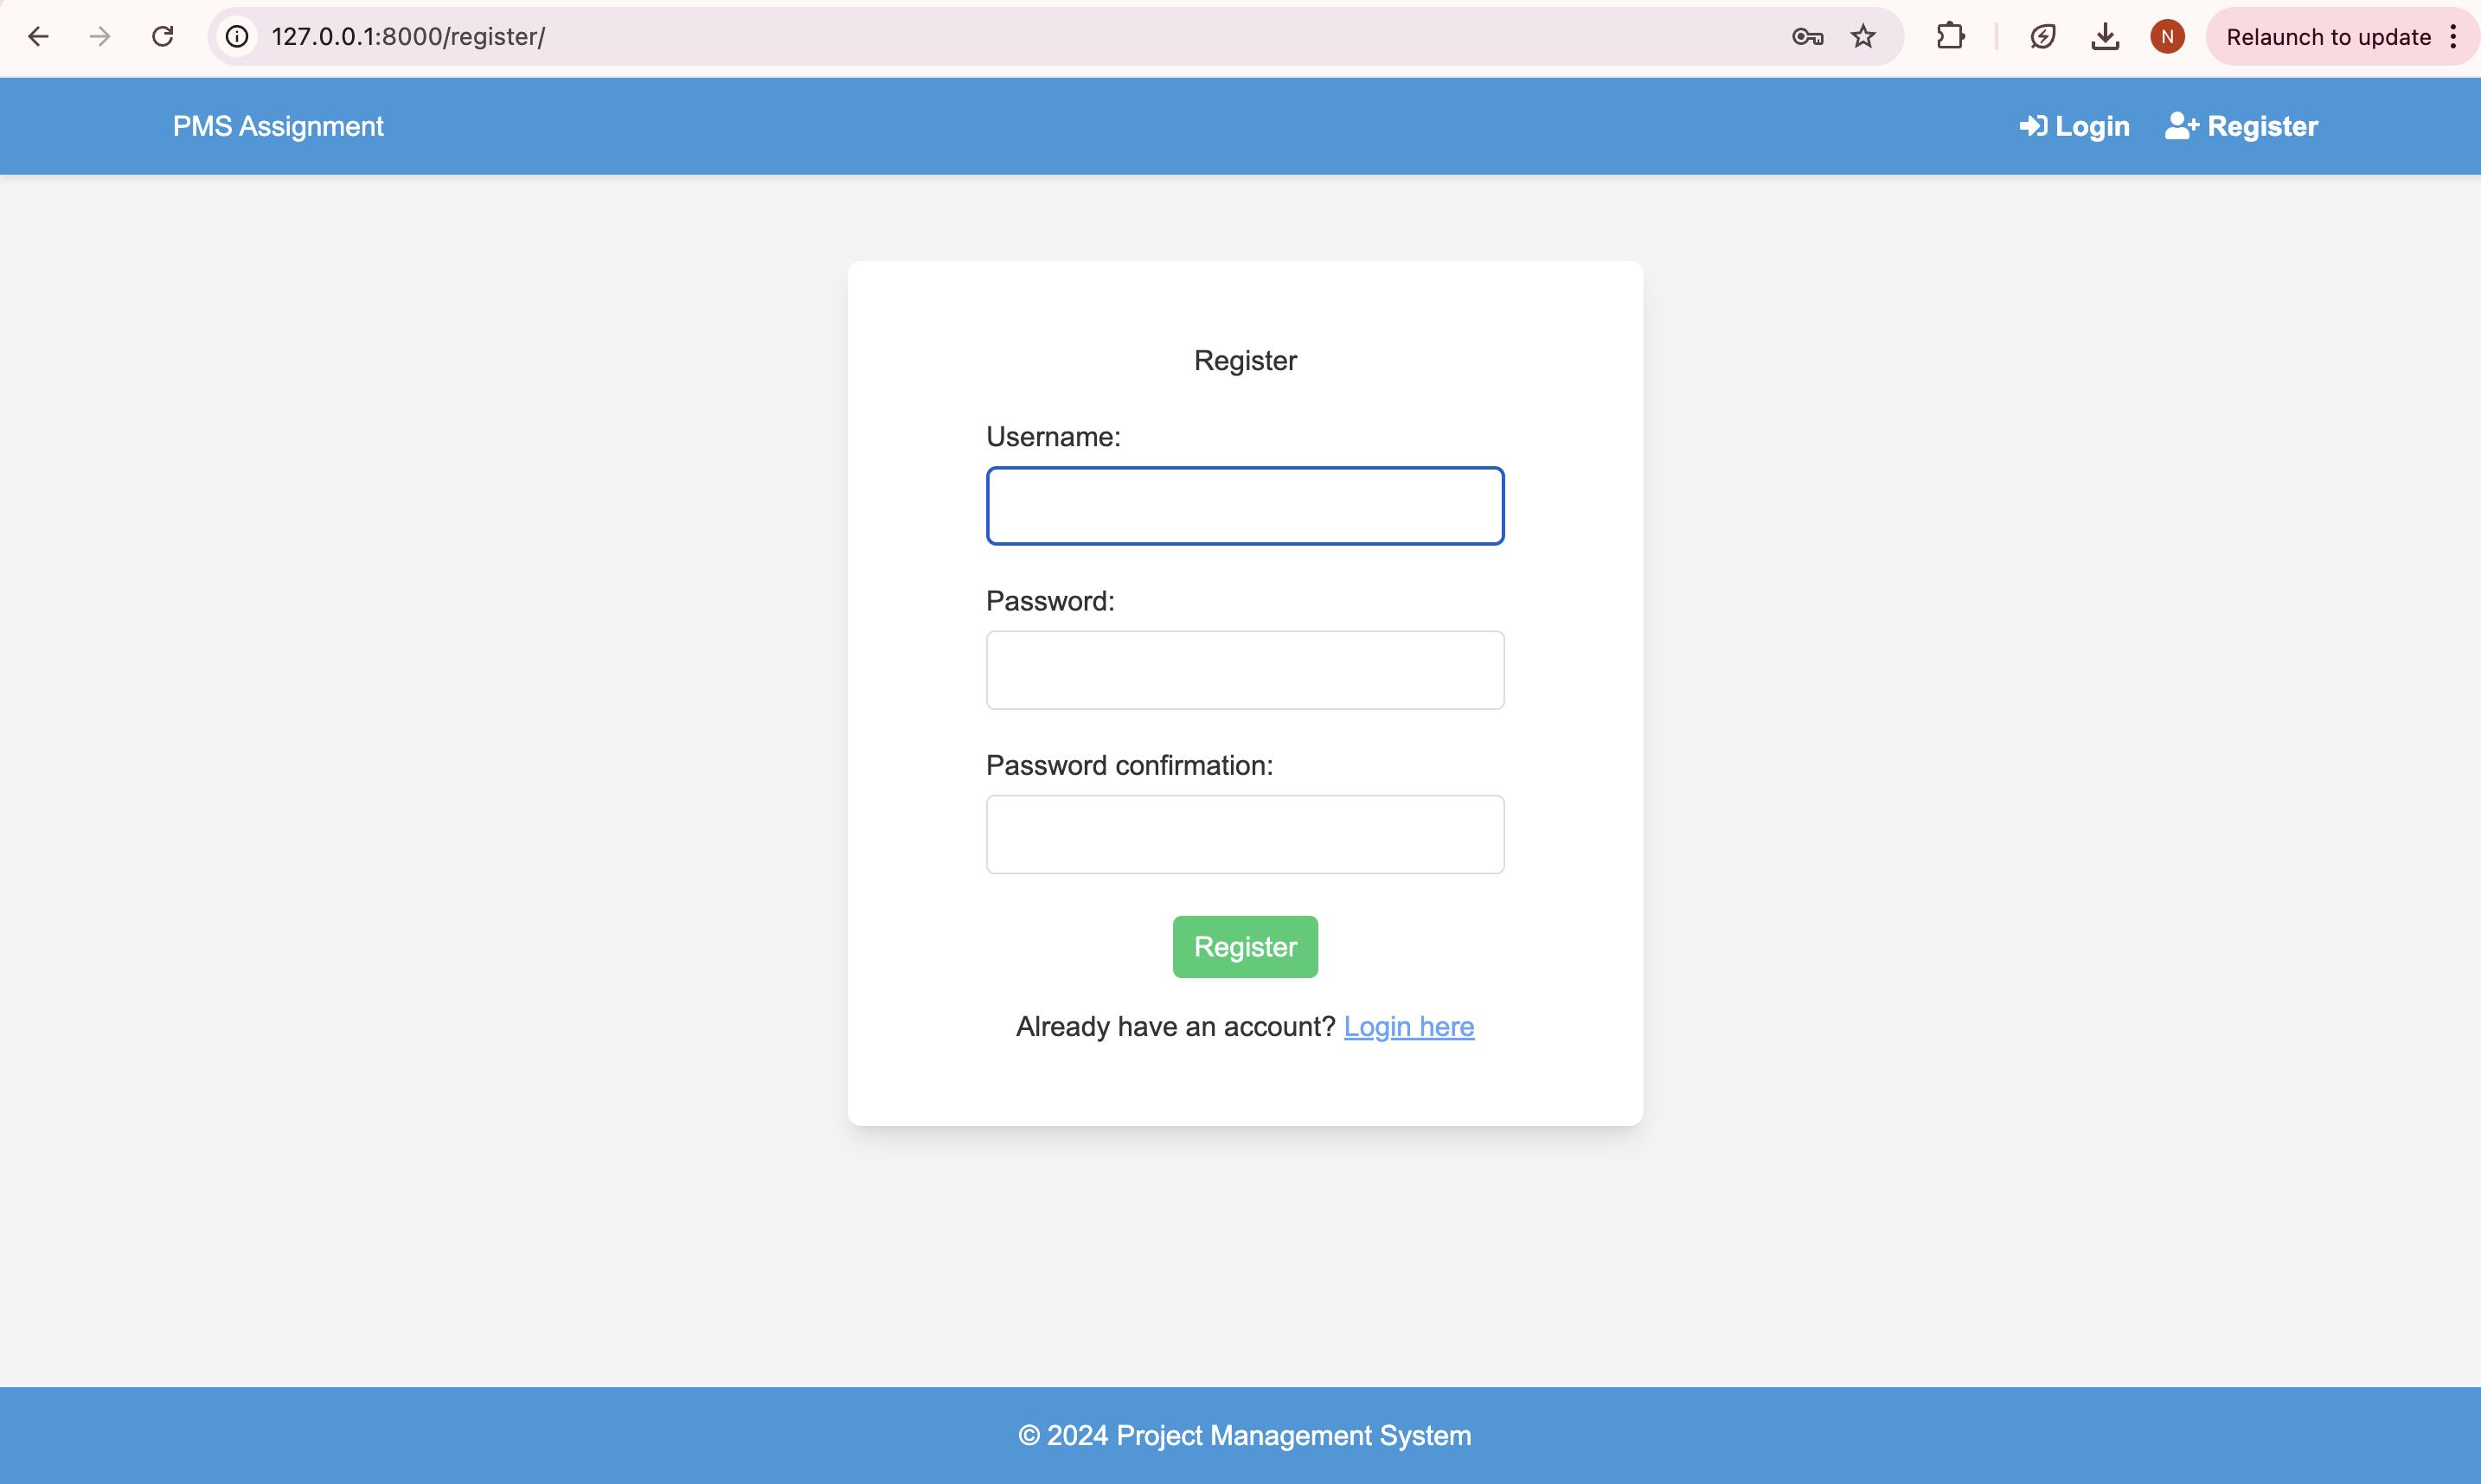 127.0.0.1:8000/register/
N
Relaunch to update
PMS Assignment
Login
Register
Register
Username:
Password:
Password confirmation:
Register
Already have an account? Login here
© 2024 Project Management System